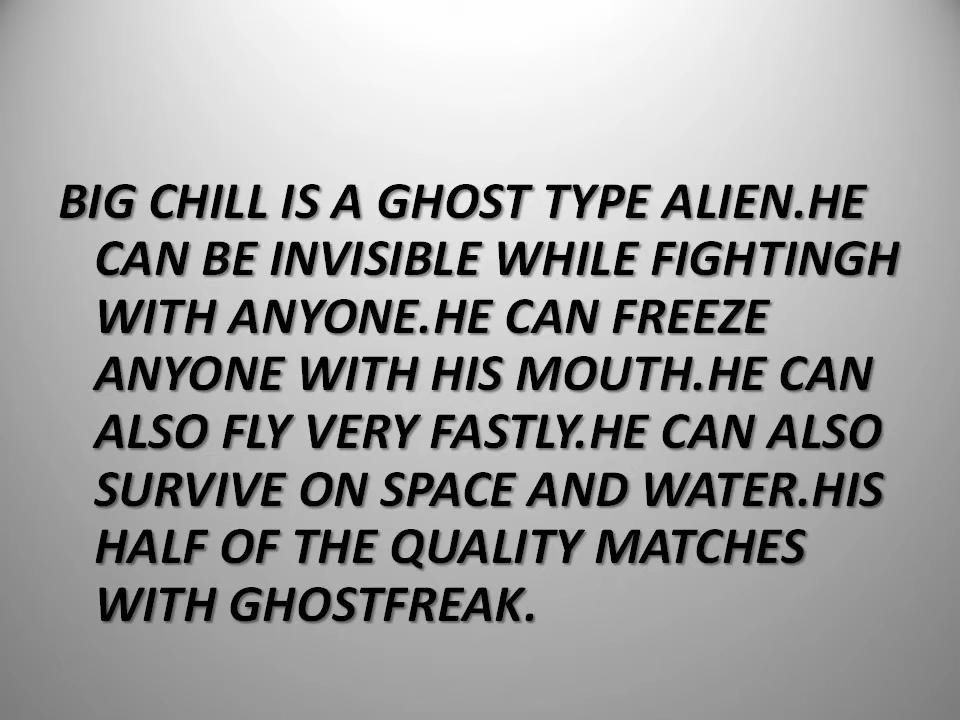 BIG CHILL IS A GHOST TYPE ALIEN.HE
CAN BE INVISIBLE WHILE FIGHTINGH
WITH ANYONE.HE CAN FREEZE
ANYONE WITH HIS MOUTH.HE CAN
ALSO FLY VERY FASTLY.HE CAN ALSO
SURVIVE ON SPACE AND WATER.HIS
HALF OF THE QUALITY MATCHES
WITH GHOSTFREAK.